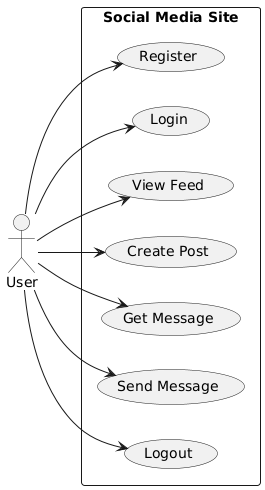 Social Media Site
Register
Login
View Feed
Create Post
User
Get Message
Send Message
Logout